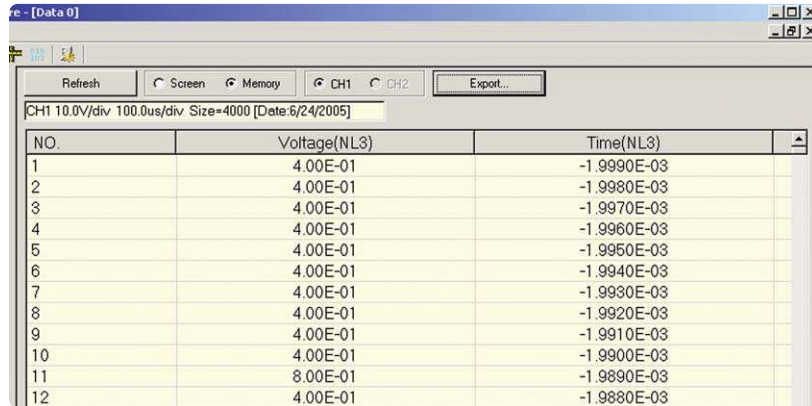 re - [Data 0]
Refresh Screen Memory CH1 CH2 Export...
CH1 10.0V/div 100.0us/div Size=4000 [Date:6/24/2005]
NO. Voltage(NL3) Time(NL3)
1 4.00E-01 -1.9990E-03
2 4.00E-01 -1.9980E-03
3 4.00E-01 -1.9970E-03
4 4.00E-01 -1.9960E-03
5 4.00E-01 -1.9950E-03
6 4.00E-01 -1.9940E-03
7 4.00E-01 -1.9930E-03
8 4.00E-01 -1.9920E-03
9 4.00E-01 -1.9910E-03
10 4.00E-01 -1.9900E-03
11 8.00E-01 -1.9890E-03
12 4.00E-01 -1.9880E-03